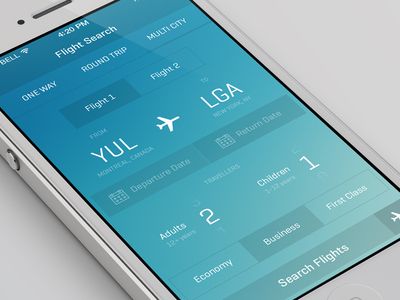 BELL 4:20 PM
Flight Search
ONE WAY ROUND TRIP MULTI CITY
Flight 1 Flight 2
FROM TO
YUL LGA
MONTREAL, CANADA NEW YORK, NY
Departure Date Return Date
TRAVELLERS
Adults 2 Children 1
12+ years 1-12 years
Economy Business First Class
Search Flights